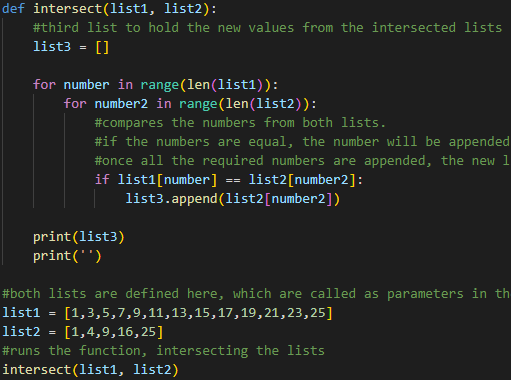 def intersect(list1, list2):
    #third list to hold the new values from the intersected lists
    list3 = []

    for number in range(len(list1)):
        for number2 in range(len(list2)):
            #compares the numbers from both lists.
            #if the numbers are equal, the number will be appended
            #once all the required numbers are appended, the new l
            if list1[number] == list2[number2]:
                list3.append(list2[number2])

    print(list3)
    print('')

#both lists are defined here, which are called as parameters in th
list1 = [1,3,5,7,9,11,13,15,17,19,21,23,25]
list2 = [1,4,9,16,25]
#runs the function, intersecting the lists
intersect(list1, list2)